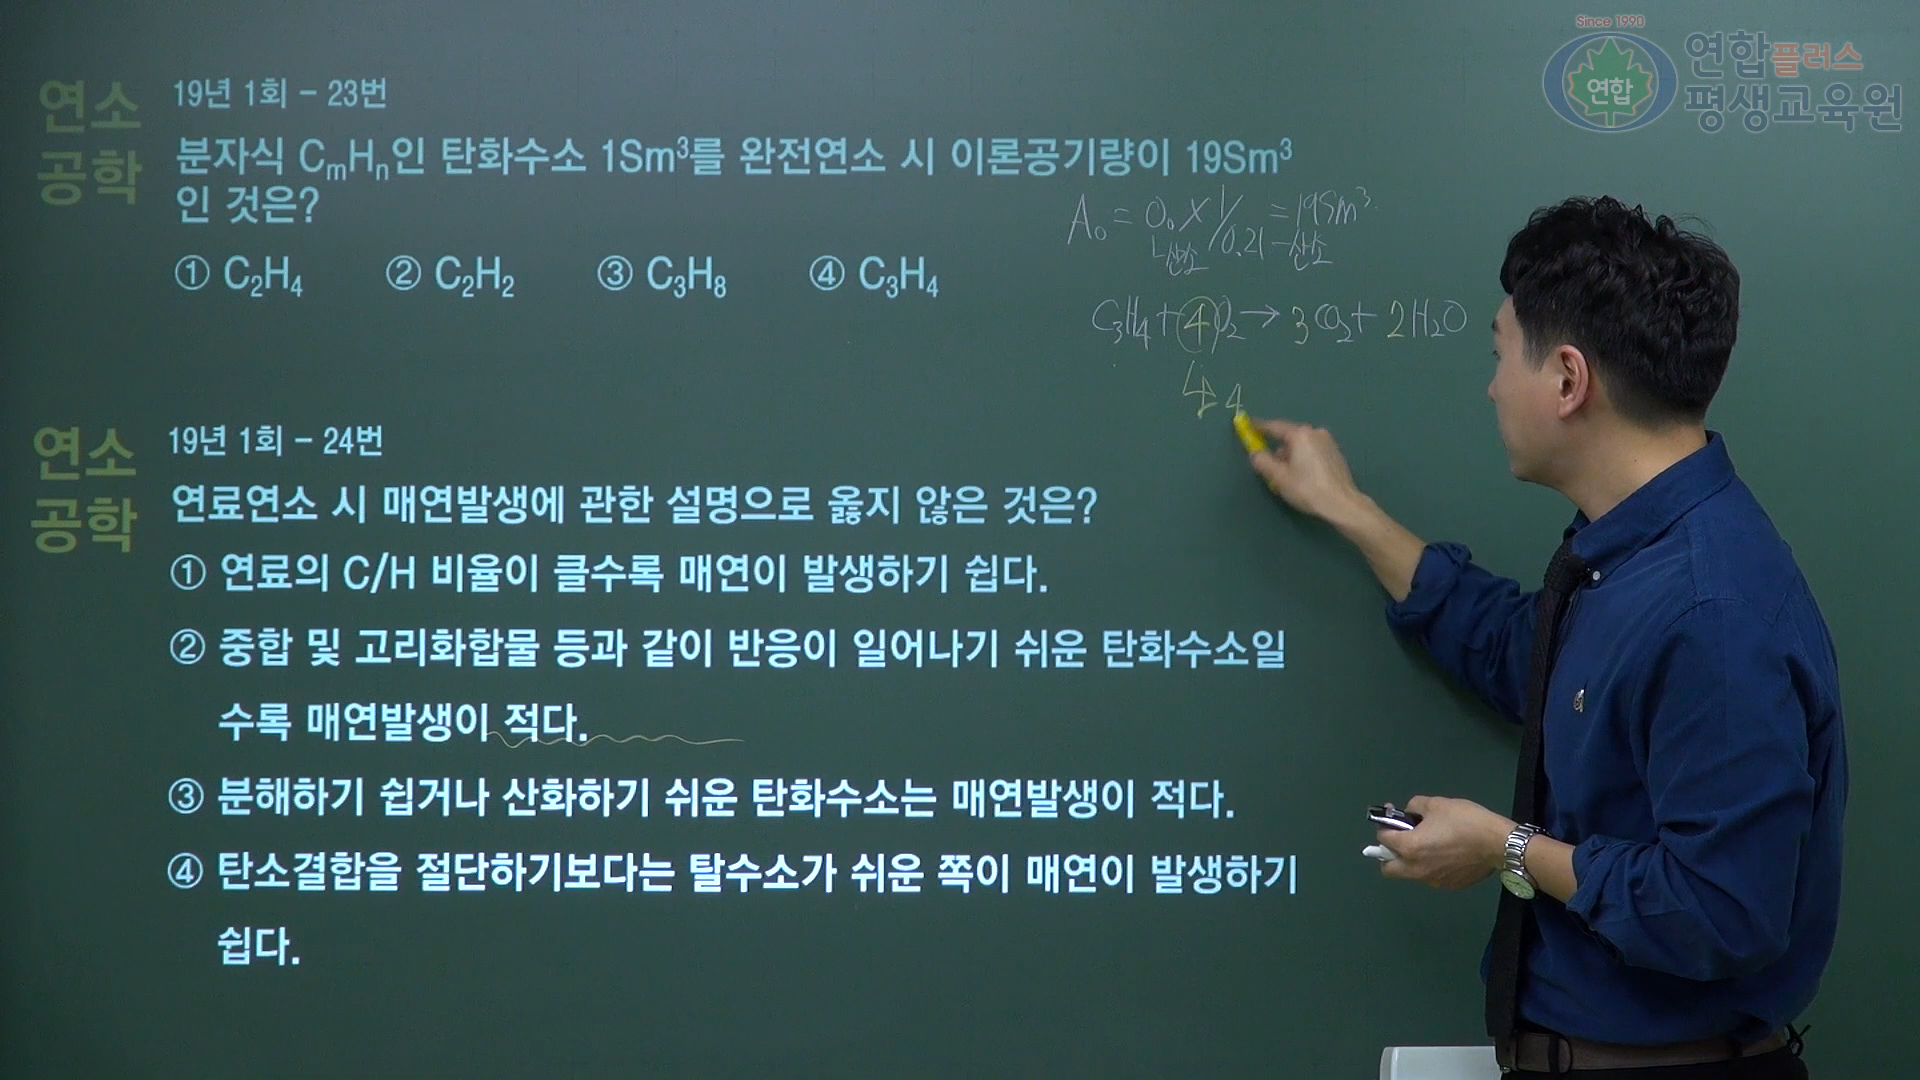 Since 1990
연합
연합플러스
평생교육원
연소
공학
19년 1회 - 23번
분자식 CmHn인 탄화수소 1Sm³를 완전연소 시 이론공기량이 19Sm³
인 것은?
① C₂H₄ ② C₂H₂ ③ C₃H₈ ④ C₃H₄
A₀ = O₀ × 1/0.21 = 19Sm³
산소 산소
C₃H₄ + 4O₂ → 3CO₂ + 2H₂O
4
연소
공학
19년 1회 - 24번
연료연소 시 매연발생에 관한 설명으로 옳지 않은 것은?
① 연료의 C/H 비율이 클수록 매연이 발생하기 쉽다.
② 중합 및 고리화합물 등과 같이 반응이 일어나기 쉬운 탄화수소일
수록 매연발생이 적다.
③ 분해하기 쉽거나 산화하기 쉬운 탄화수소는 매연발생이 적다.
④ 탄소결합을 절단하기보다는 탈수소가 쉬운 쪽이 매연이 발생하기
쉽다.